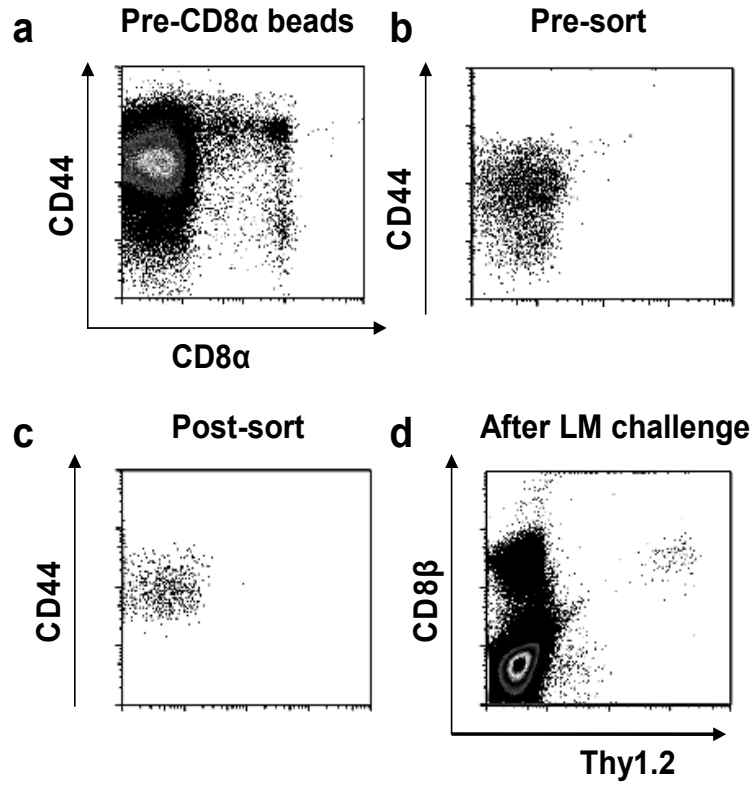 a Pre-CD8α beads
b Pre-sort
CD44
CD8α
CD44
c Post-sort
d After LM challenge
CD44
CD8β
Thy1.2